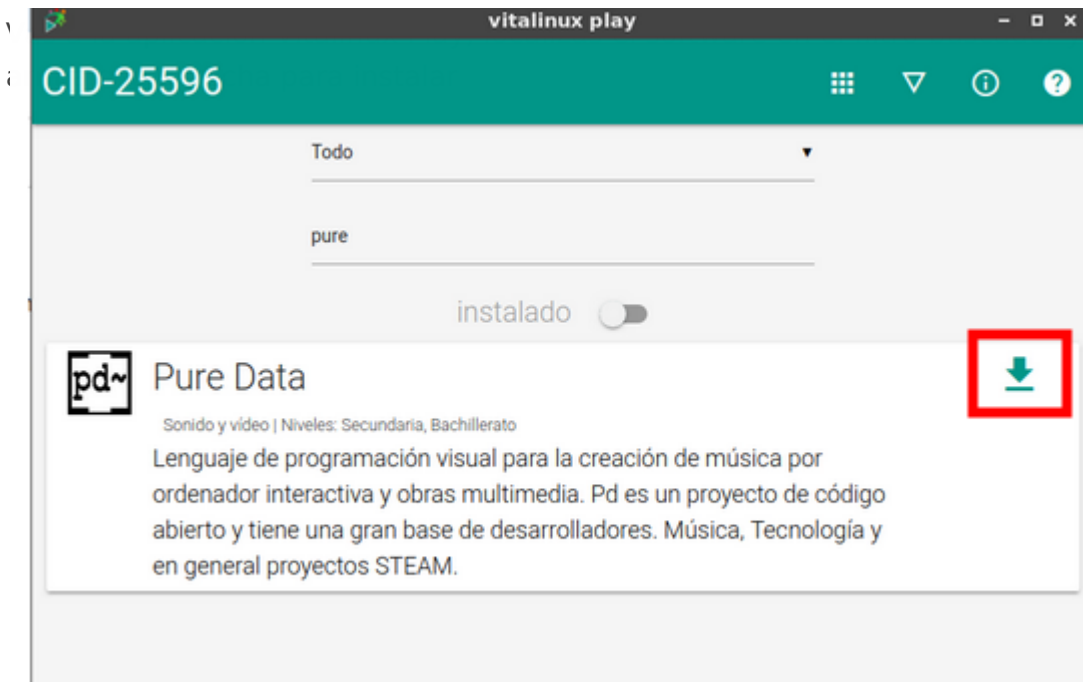 vitalinux play
CID-25596
Todo
pure
instalado
pd~
Pure Data
Sonido y vídeo | Niveles: Secundaria, Bachillerato
Lenguaje de programación visual para la creación de música por
ordenador interactiva y obras multimedia. Pd es un proyecto de código
abierto y tiene una gran base de desarrolladores. Música, Tecnología y
en general proyectos STEAM.